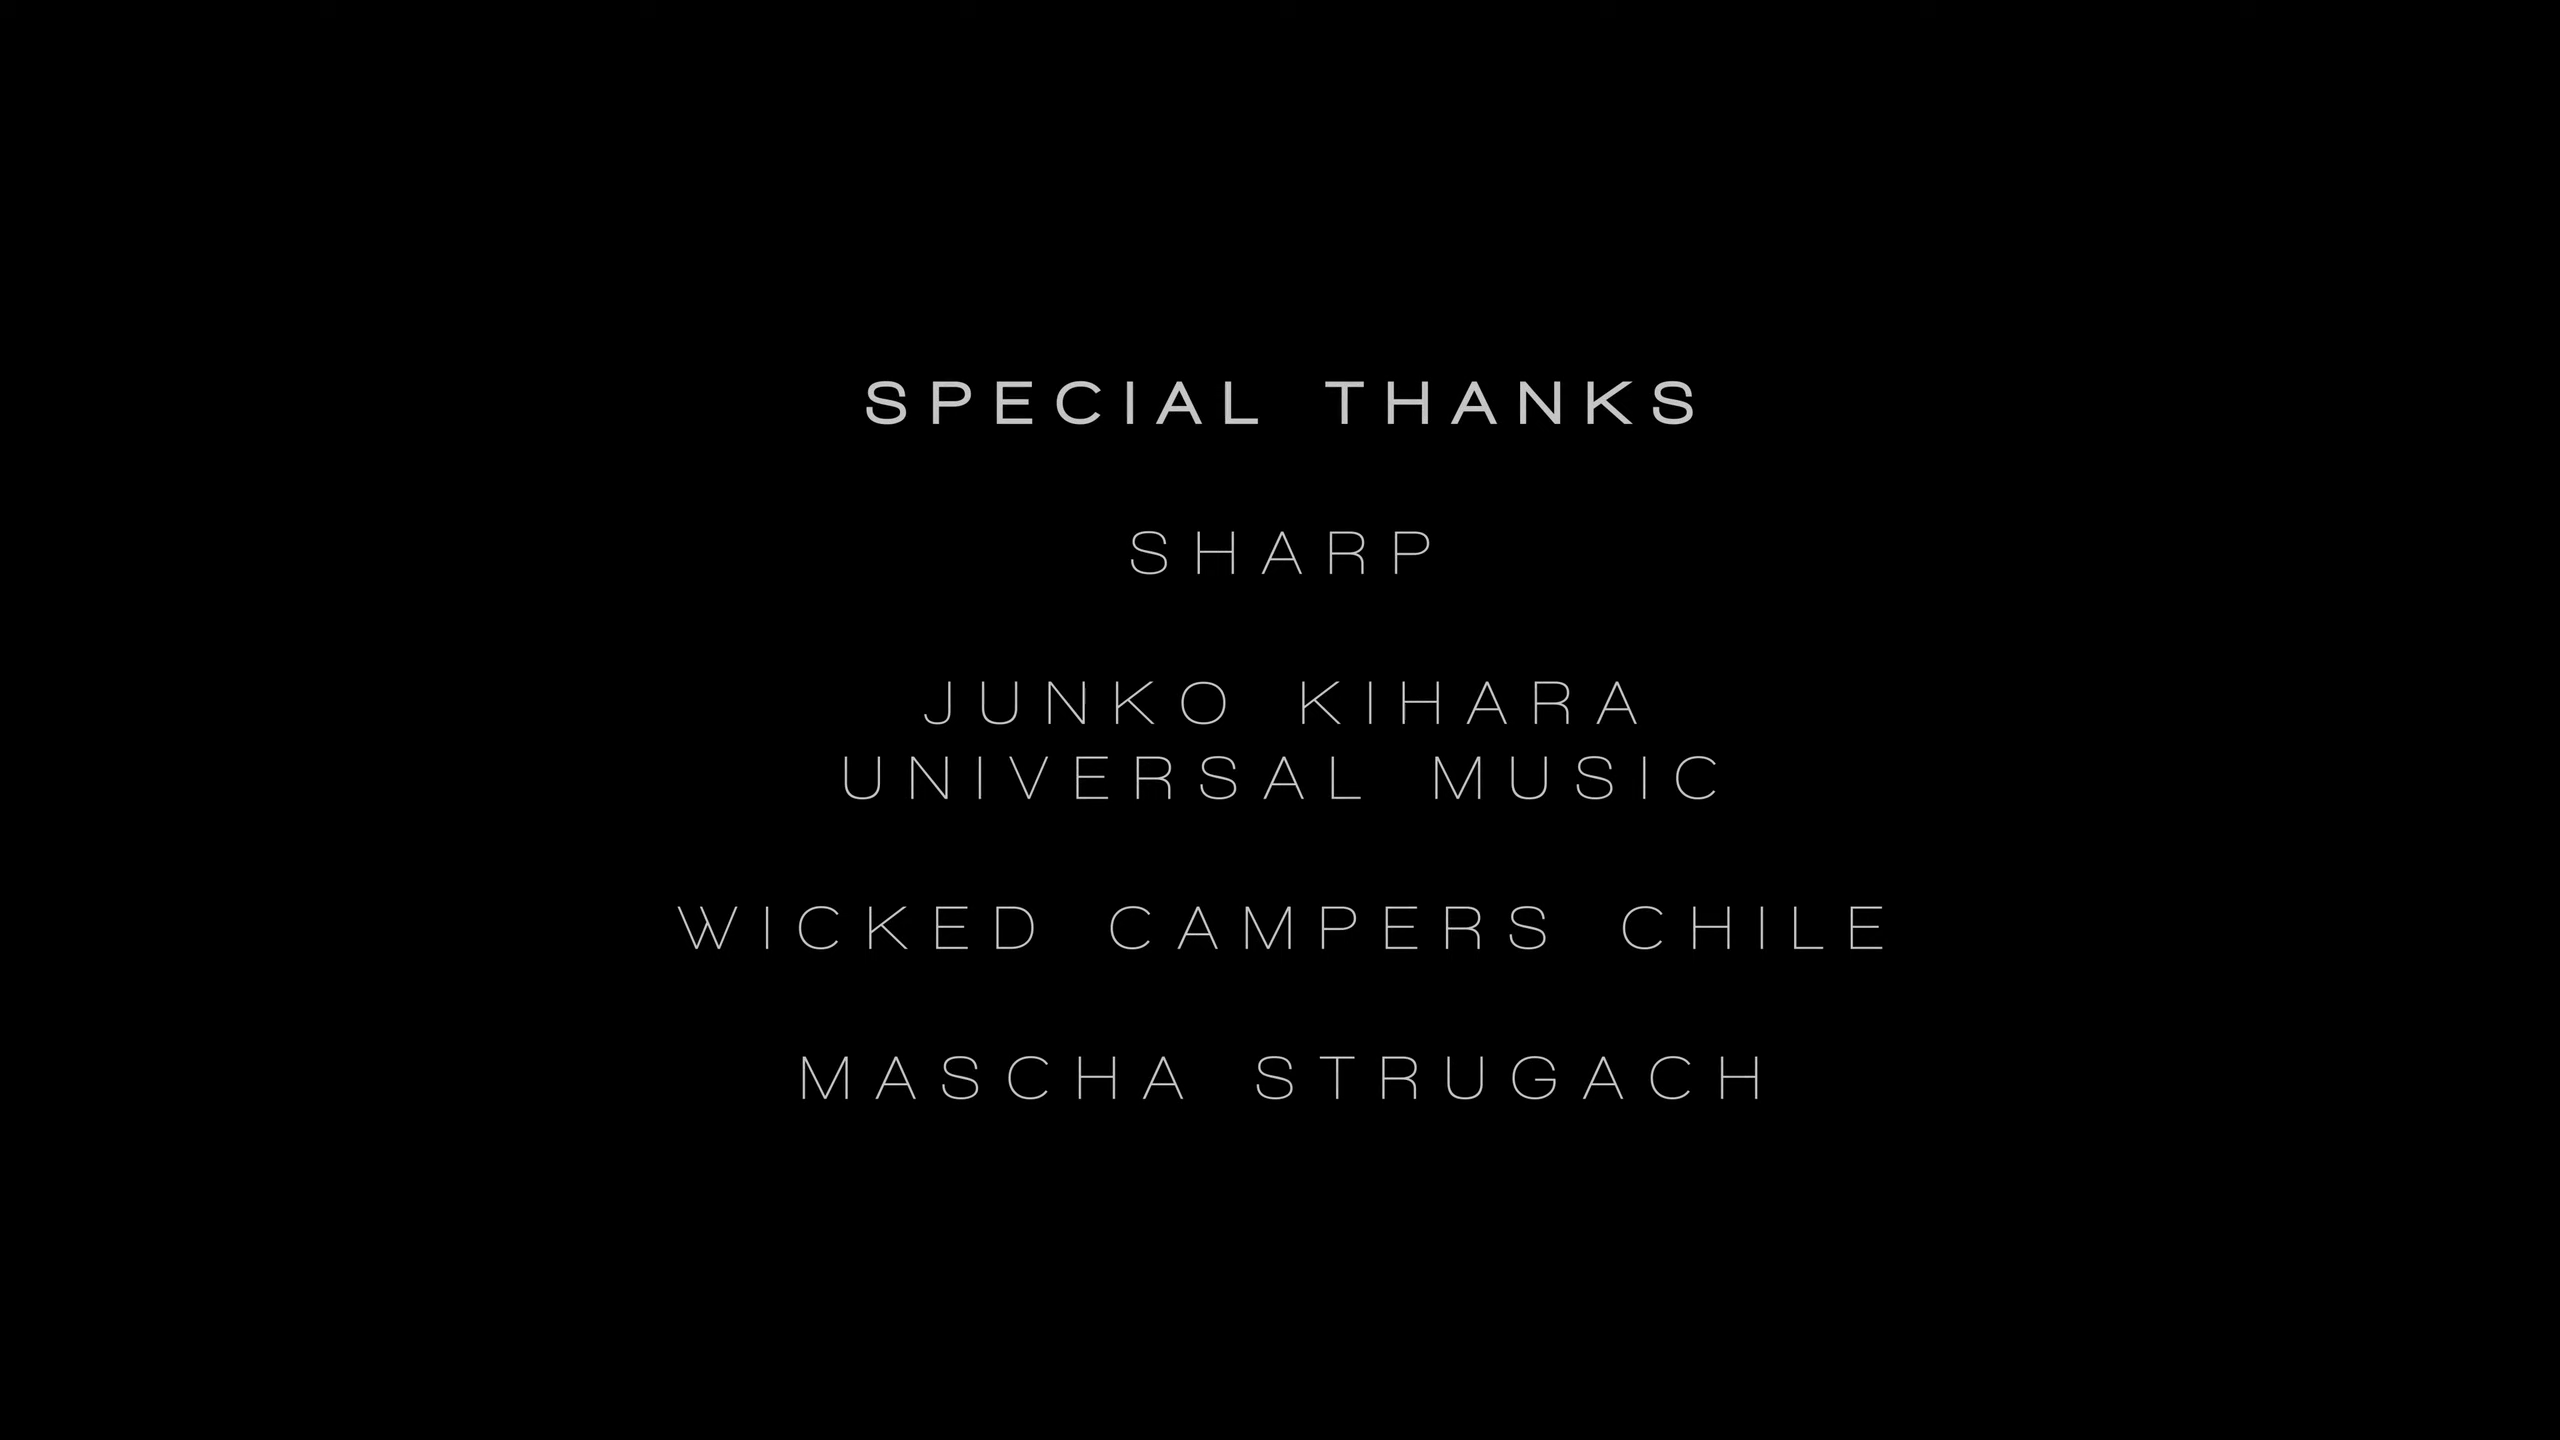 SPECIAL THANKS
SHARP
JUNKO KIHARA
UNIVERSAL MUSIC
WICKED CAMPERS CHILE
MASCHA STRUGACH